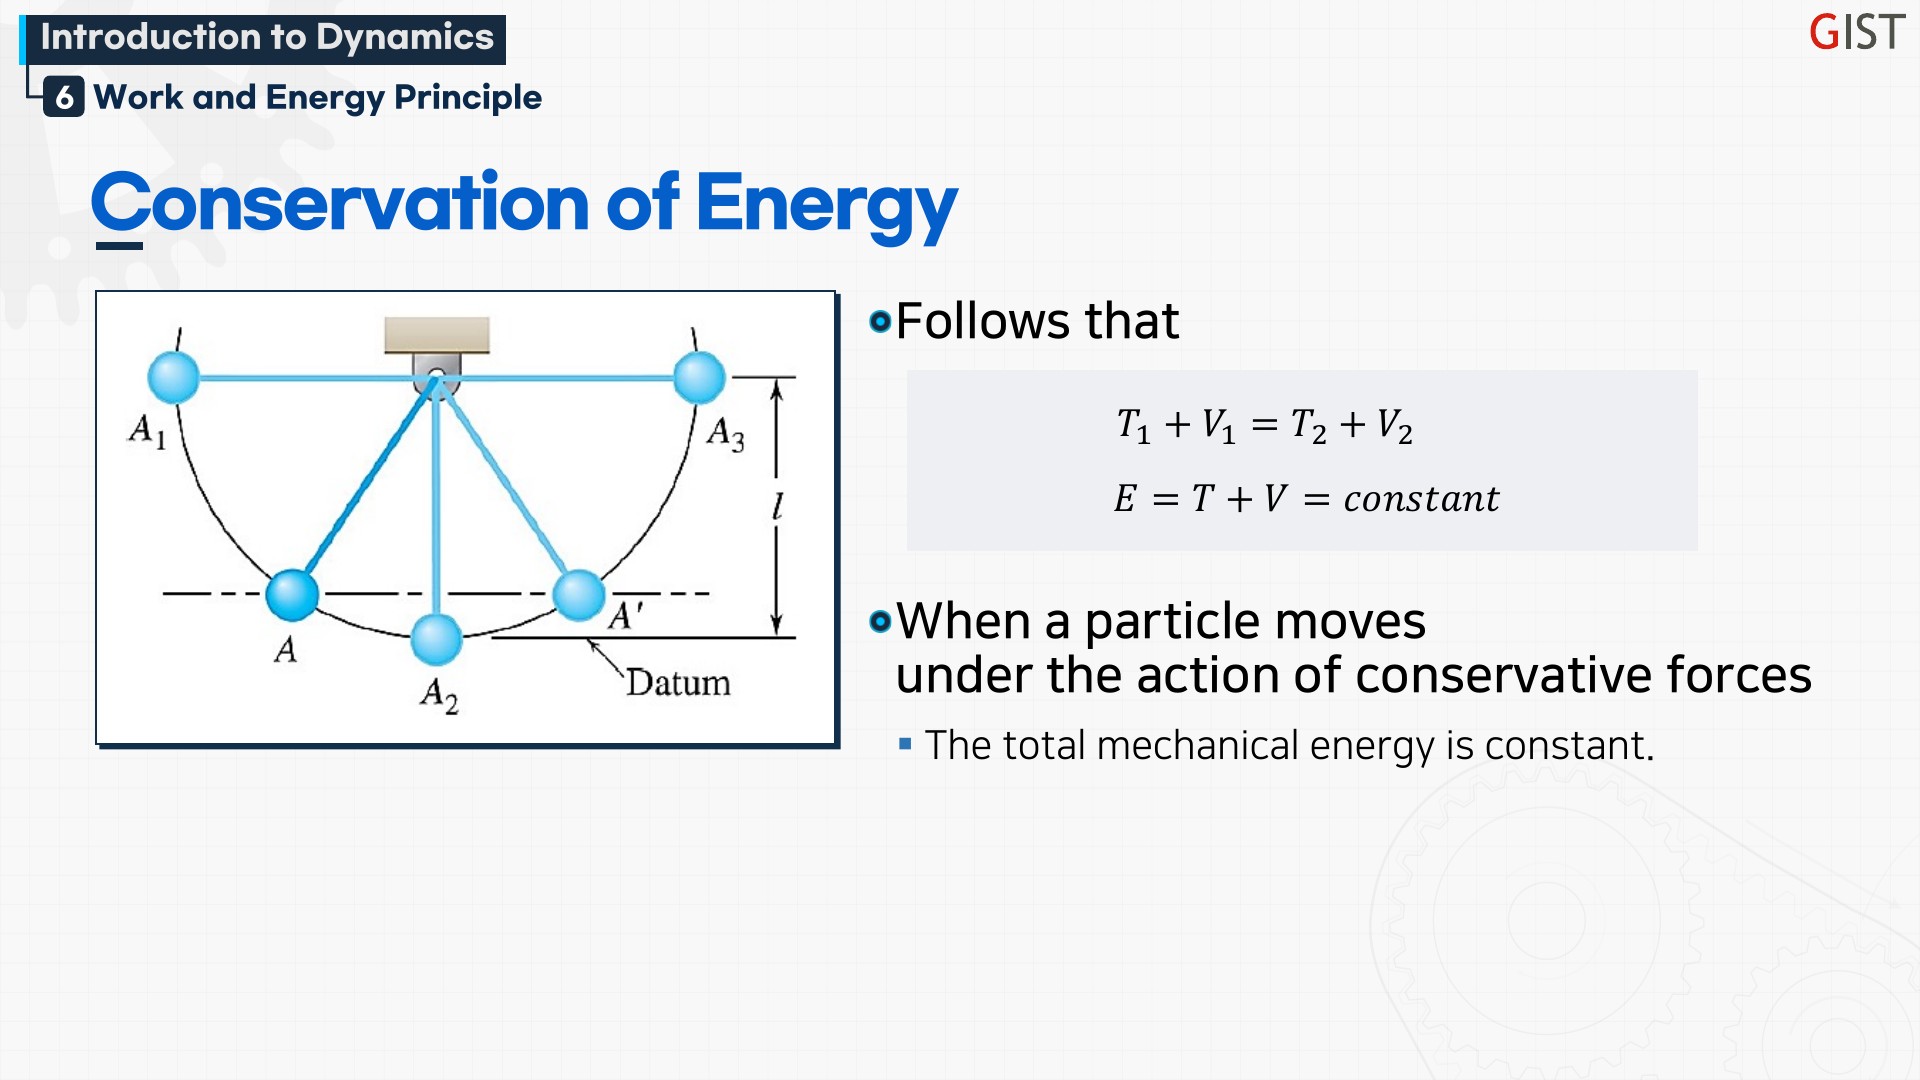 Introduction to Dynamics
GIST
6 Work and Energy Principle
Conservation of Energy
A1
A3
l
A
A'
A2
Datum
Follows that
T1 + V1 = T2 + V2
E = T + V = constant
When a particle moves
under the action of conservative forces
The total mechanical energy is constant.